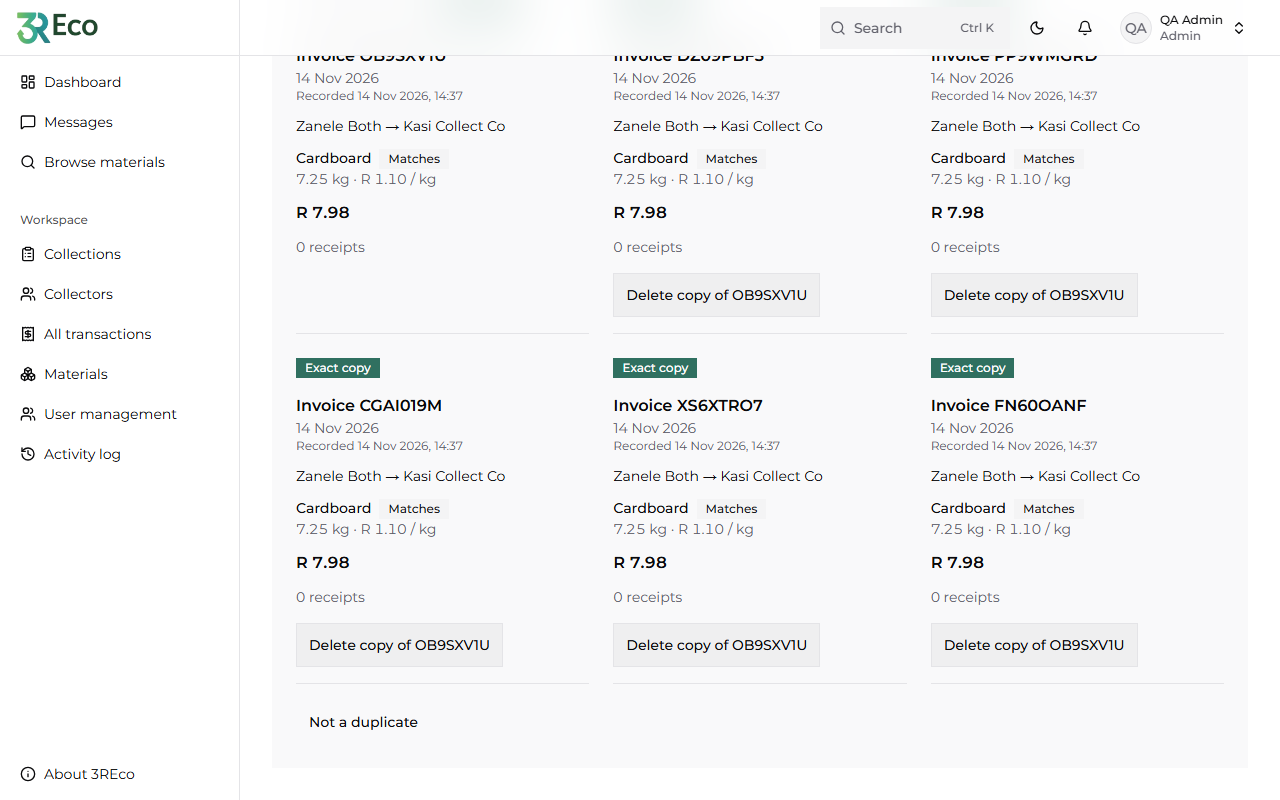 3REco
Search Ctrl K
QA
QA Admin
Admin
Dashboard
Messages
Browse materials
Workspace
Collections
Collectors
All transactions
Materials
User management
Activity log
About 3REco
Invoice OB9SXV1U
14 Nov 2026
Recorded 14 Nov 2026, 14:37
Zanele Both → Kasi Collect Co
Cardboard Matches
7.25 kg · R 1.10 / kg
R 7.98
0 receipts
14 Nov 2026
Recorded 14 Nov 2026, 14:37
Zanele Both → Kasi Collect Co
Cardboard Matches
7.25 kg · R 1.10 / kg
R 7.98
0 receipts
Delete copy of OB9SXV1U
14 Nov 2026
Recorded 14 Nov 2026, 14:37
Zanele Both → Kasi Collect Co
Cardboard Matches
7.25 kg · R 1.10 / kg
R 7.98
0 receipts
Delete copy of OB9SXV1U
Exact copy
Invoice CGAI019M
14 Nov 2026
Recorded 14 Nov 2026, 14:37
Zanele Both → Kasi Collect Co
Cardboard Matches
7.25 kg · R 1.10 / kg
R 7.98
0 receipts
Delete copy of OB9SXV1U
Exact copy
Invoice XS6XTRO7
14 Nov 2026
Recorded 14 Nov 2026, 14:37
Zanele Both → Kasi Collect Co
Cardboard Matches
7.25 kg · R 1.10 / kg
R 7.98
0 receipts
Delete copy of OB9SXV1U
Exact copy
Invoice FN60OANF
14 Nov 2026
Recorded 14 Nov 2026, 14:37
Zanele Both → Kasi Collect Co
Cardboard Matches
7.25 kg · R 1.10 / kg
R 7.98
0 receipts
Delete copy of OB9SXV1U
Not a duplicate